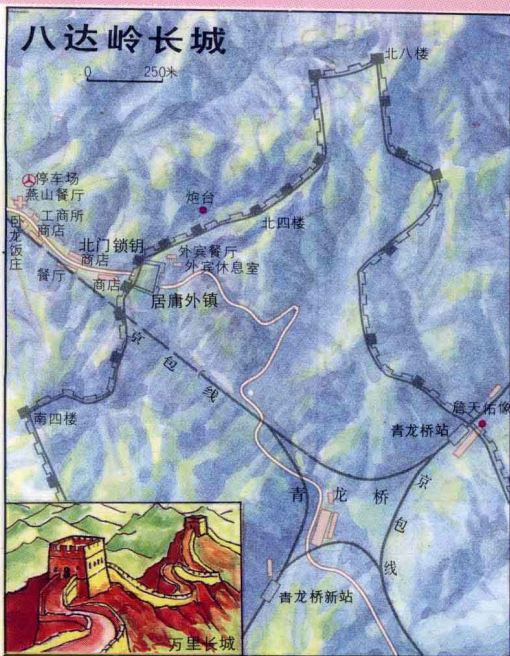 八达岭长城
0 250米
北八楼
停车场
燕山餐厅
工商所
商店
卧龙饭庄
炮台
北四楼
北门锁钥
商店
外宾餐厅
外宾休息室
餐厅
商店
居庸外镇
京包线
南四楼
詹天佑像
青龙桥站
青龙桥
京包线
青龙桥新站
万里长城